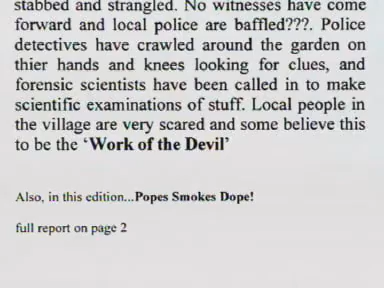 stabbed and strangled. No witnesses have come
forward and local police are baffled???. Police
detectives have crawled around the garden on
thier hands and knees looking for clues, and
forensic scientists have been called in to make
scientific examinations of stuff. Local people in
the village are very scared and some believe this
to be the ‘Work of the Devil’
Also, in this edition...Popes Smokes Dope!
full report on page 2